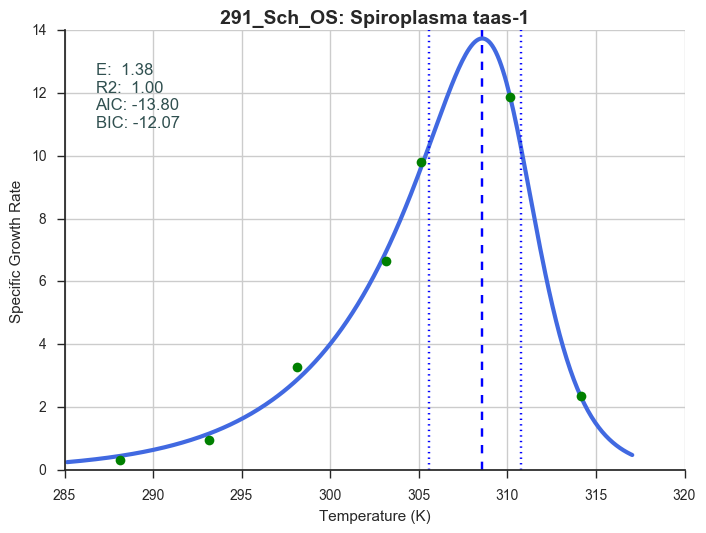 291_Sch_OS: Spiroplasma taas-1
E:  1.38
R2:  1.00
AIC: -13.80
BIC: -12.07
Specific Growth Rate
14
12
10
8
6
4
2
0
285 290 295 300 305 310 315 320
Temperature (K)